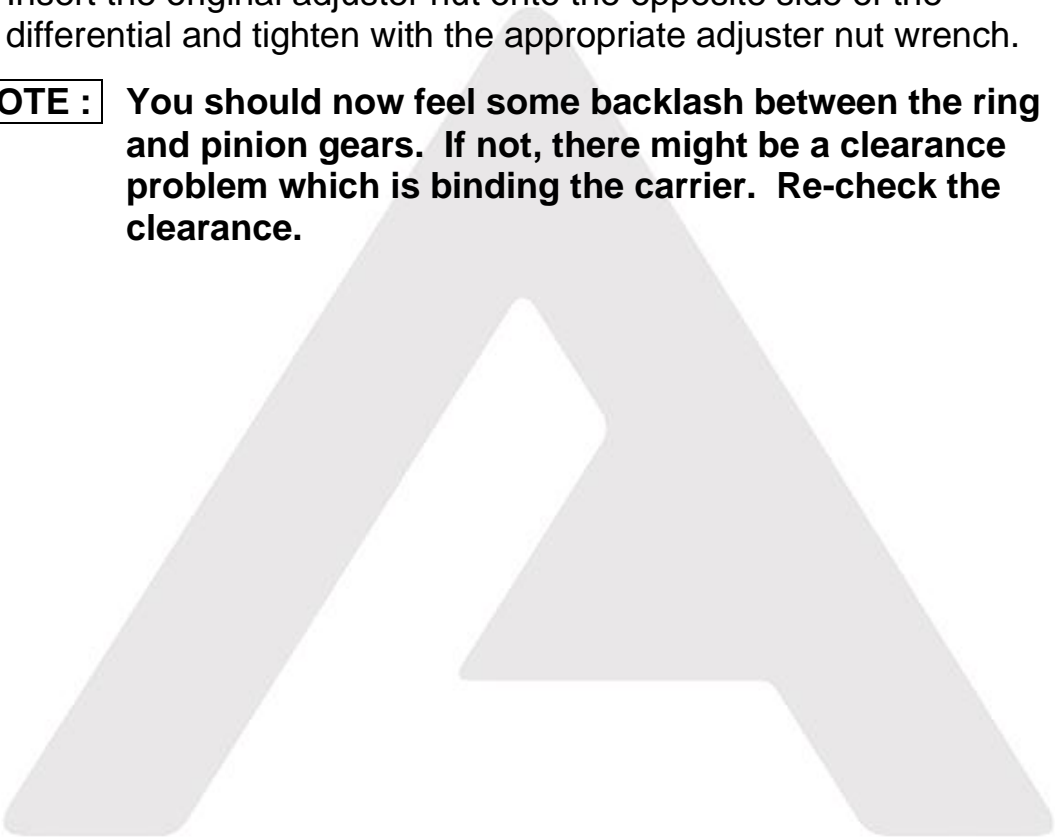 Insert the original adjuster nut onto the opposite side of the
differential and tighten with the appropriate adjuster nut wrench.
OTE : You should now feel some backlash between the ring
and pinion gears. If not, there might be a clearance
problem which is binding the carrier. Re-check the
clearance.